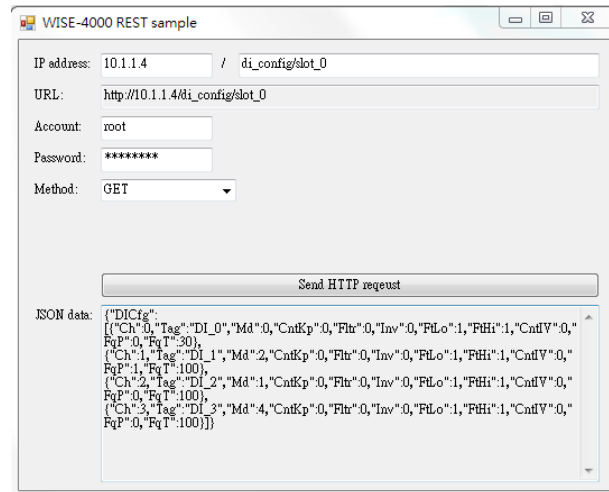 WISE-4000 REST sample
IP address: 10.1.1.4 / di_config/slot_0
URL: http://10.1.1.4/di_config/slot_0
Account: root
Password: ********
Method: GET
Send HTTP reqeust
JSON data: {"DICfg":
[{"Ch":0,"Tag":"DI_0","Md":0,"CntKp":0,"Fltr":0,"Inv":0,"FtLo":1,"FtHi":1,"CntIV":0,"
FqP":0,"FqT":30},
{"Ch":1,"Tag":"DI_1","Md":2,"CntKp":0,"Fltr":0,"Inv":0,"FtLo":1,"FtHi":1,"CntIV":0,"
FqP":1,"FqT":100},
{"Ch":2,"Tag":"DI_2","Md":1,"CntKp":0,"Fltr":0,"Inv":0,"FtLo":1,"FtHi":1,"CntIV":0,"
FqP":0,"FqT":100},
{"Ch":3,"Tag":"DI_3","Md":4,"CntKp":0,"Fltr":0,"Inv":0,"FtLo":1,"FtHi":1,"CntIV":0,"
FqP":0,"FqT":100}]}